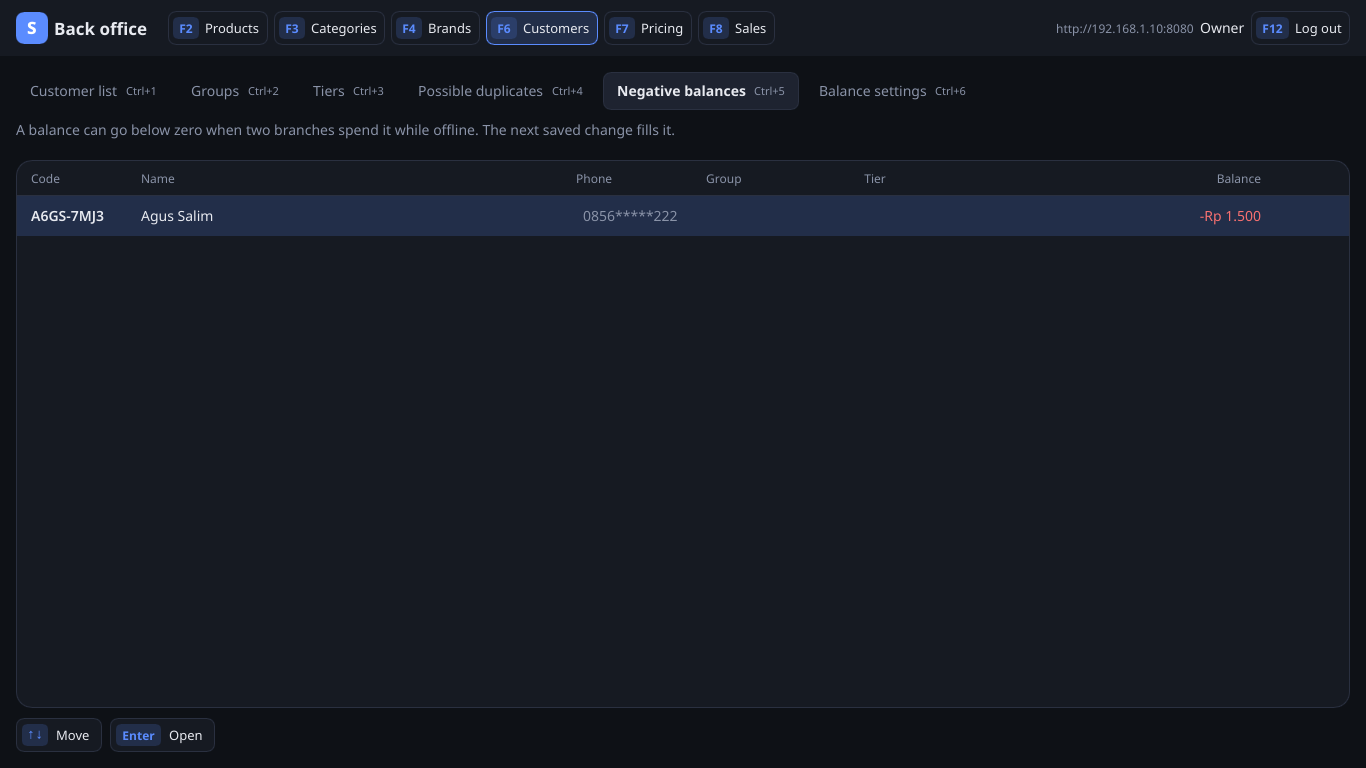 S Back office F2 Products F3 Categories F4 Brands F6 Customers F7 Pricing F8 Sales http://192.168.1.10:8080 Owner F12 Log out
Customer list Ctrl+1 Groups Ctrl+2 Tiers Ctrl+3 Possible duplicates Ctrl+4 Negative balances Ctrl+5 Balance settings Ctrl+6
A balance can go below zero when two branches spend it while offline. The next saved change fills it.
Code Name Phone Group Tier Balance
A6GS-7MJ3 Agus Salim 0856*****222 -Rp 1.500
↑↓ Move Enter Open